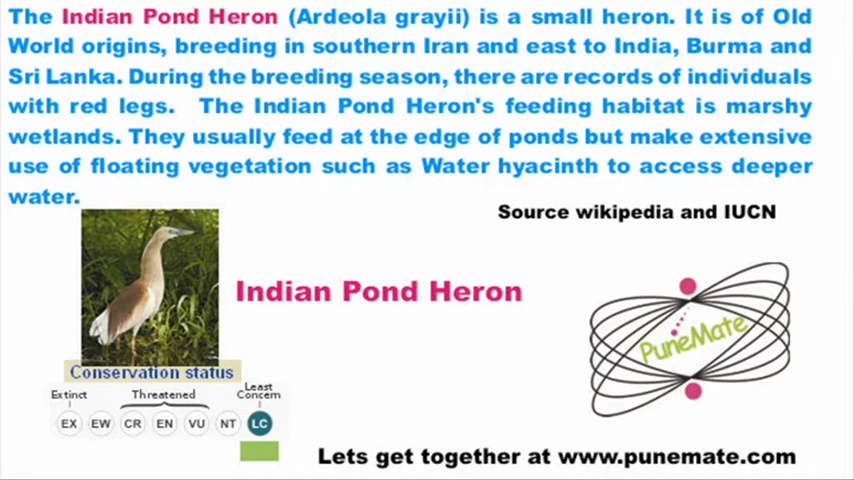 The Indian Pond Heron (Ardeola grayii) is a small heron. It is of Old
World origins, breeding in southern Iran and east to India, Burma and
Sri Lanka. During the breeding season, there are records of individuals
with red legs. The Indian Pond Heron's feeding habitat is marshy
wetlands. They usually feed at the edge of ponds but make extensive
use of floating vegetation such as Water hyacinth to access deeper
water.
Source wikipedia and IUCN
Indian Pond Heron
PuneMate
Conservation status
Extinct Threatened Least
Concern
EX EW CR EN VU NT LC
Lets get together at www.punemate.com